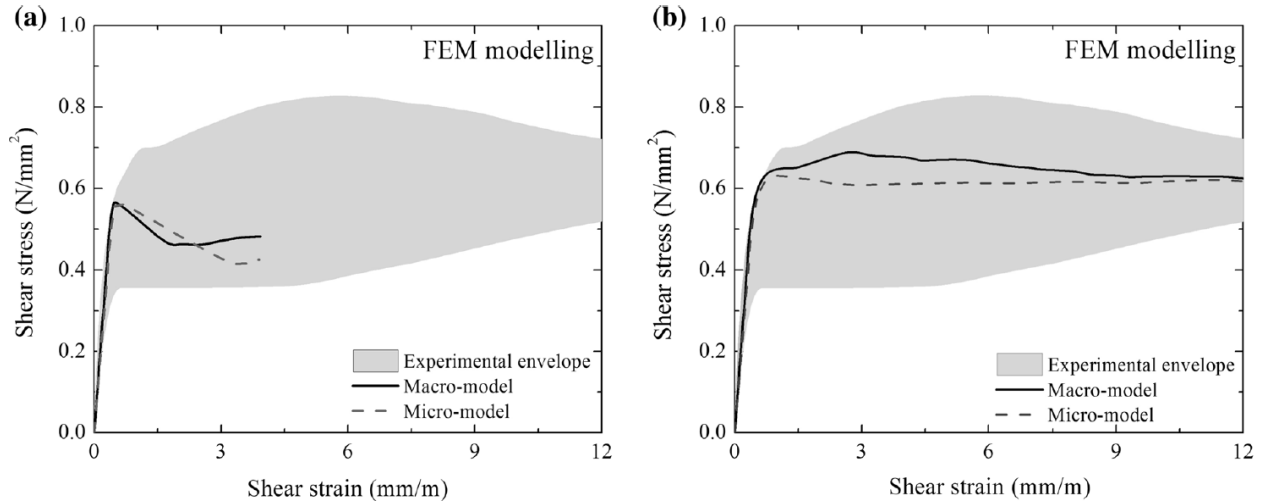 (a)
FEM modelling
Shear stress (N/mm²)
1.0
0.8
0.6
0.4
0.2
0.0
Experimental envelope
Macro-model
Micro-model
0 3 6 9 12
Shear strain (mm/m)
(b)
FEM modelling
Shear stress (N/mm²)
1.0
0.8
0.6
0.4
0.2
0.0
Experimental envelope
Macro-model
Micro-model
0 3 6 9 12
Shear strain (mm/m)